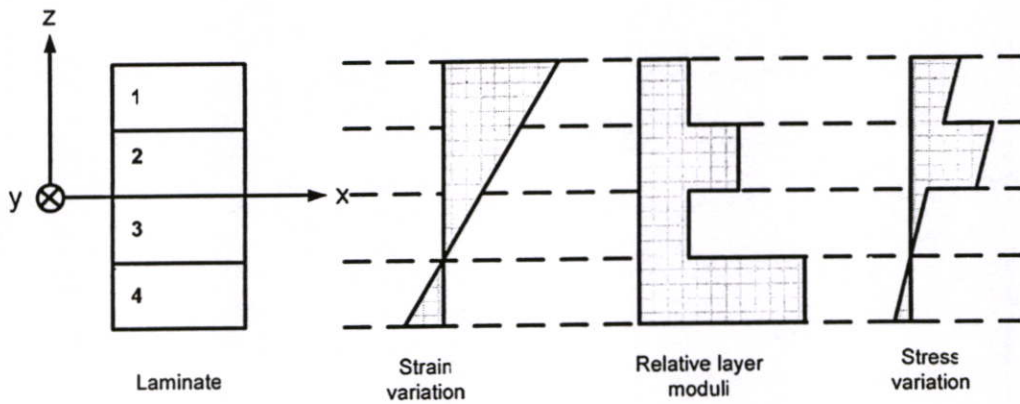 z
1
2
y
x
3
4
Laminate
Strain
variation
Relative layer
moduli
Stress
variation